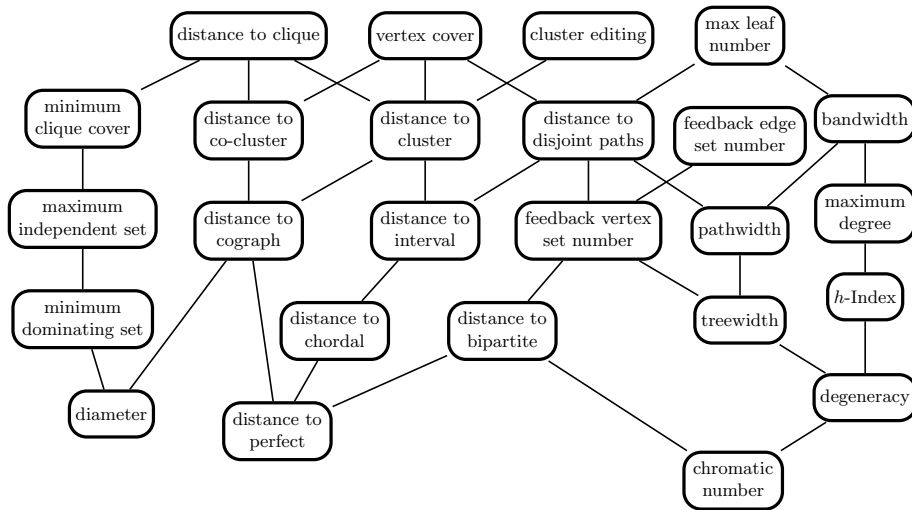 distance to clique
vertex cover
cluster editing
max leaf
number
minimum
clique cover
distance to
co-cluster
distance to
cluster
distance to
disjoint paths
feedback edge
set number
bandwidth
maximum
independent set
distance to
cograph
distance to
interval
feedback vertex
set number
pathwidth
maximum
degree
minimum
dominating set
distance to
chordal
distance to
bipartite
treewidth
h-Index
diameter
distance to
perfect
degeneracy
chromatic
number